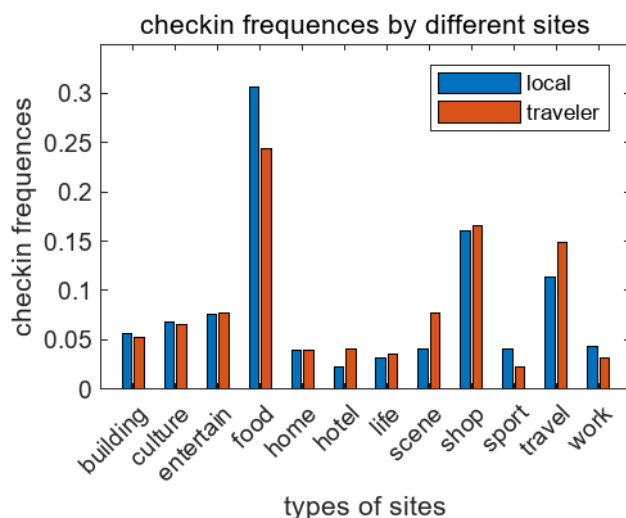 checkin frequences by different sites
local
traveler
checkin frequences
0.3
0.25
0.2
0.15
0.1
0.05
0
building
culture
entertain
food
home
hotel
life
scene
shop
sport
travel
work
types of sites